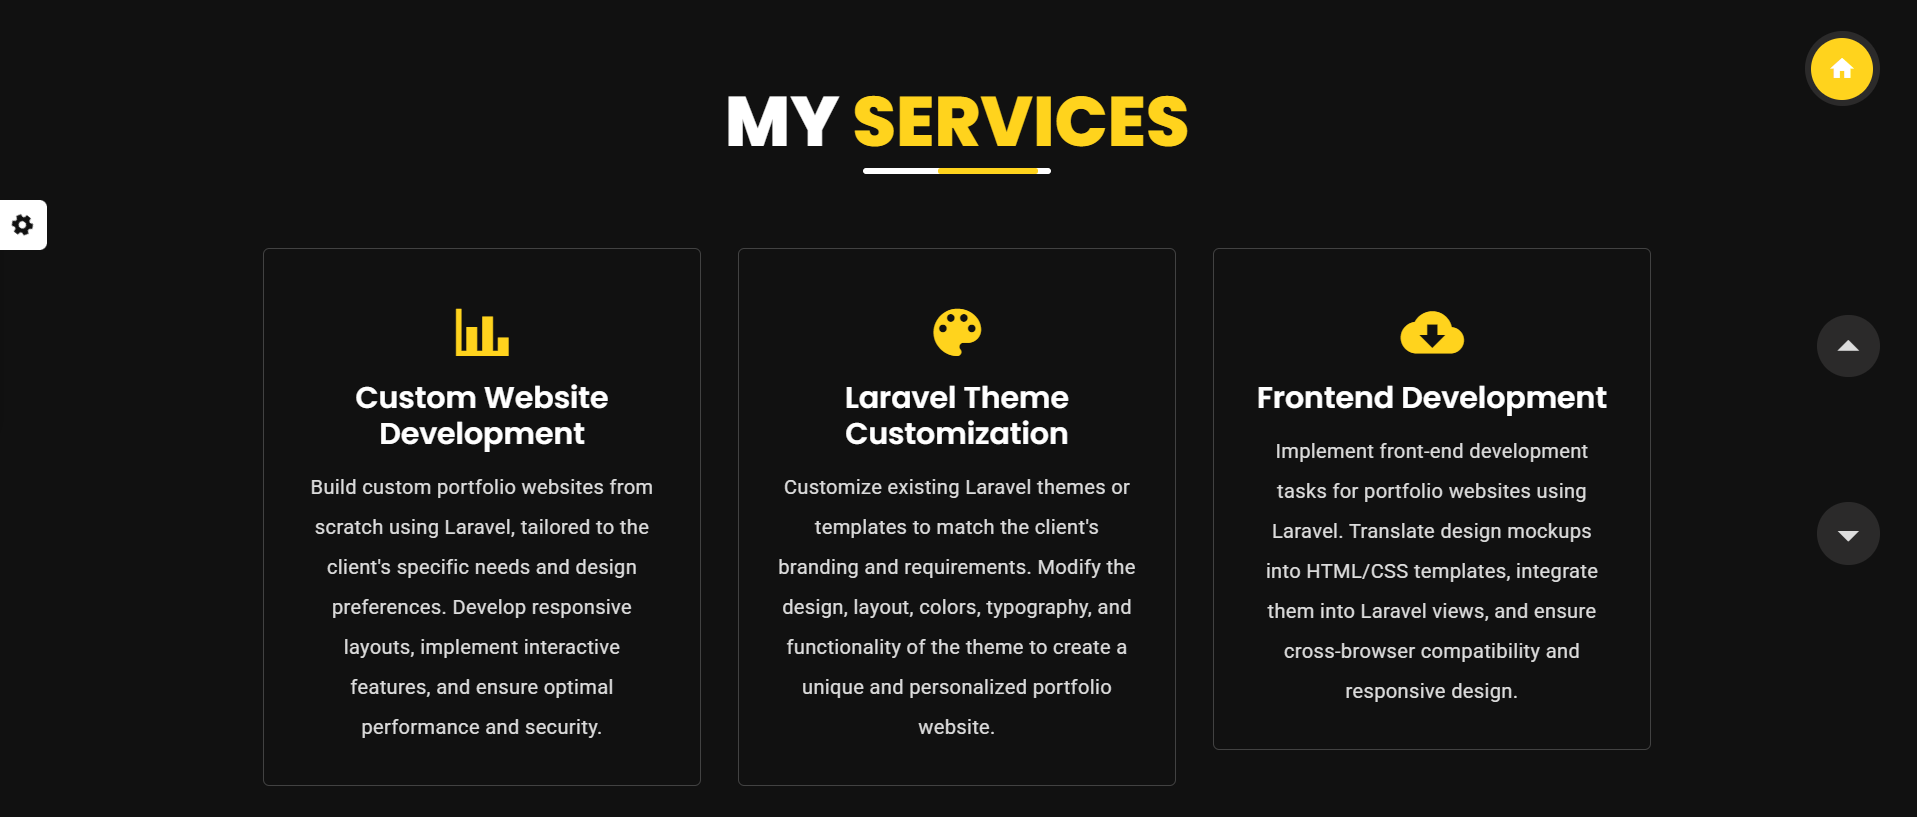 MY SERVICES
Custom Website
Development
Build custom portfolio websites from
scratch using Laravel, tailored to the
client's specific needs and design
preferences. Develop responsive
layouts, implement interactive
features, and ensure optimal
performance and security.
Laravel Theme
Customization
Customize existing Laravel themes or
templates to match the client's
branding and requirements. Modify the
design, layout, colors, typography, and
functionality of the theme to create a
unique and personalized portfolio
website.
Frontend Development
Implement front-end development
tasks for portfolio websites using
Laravel. Translate design mockups
into HTML/CSS templates, integrate
them into Laravel views, and ensure
cross-browser compatibility and
responsive design.